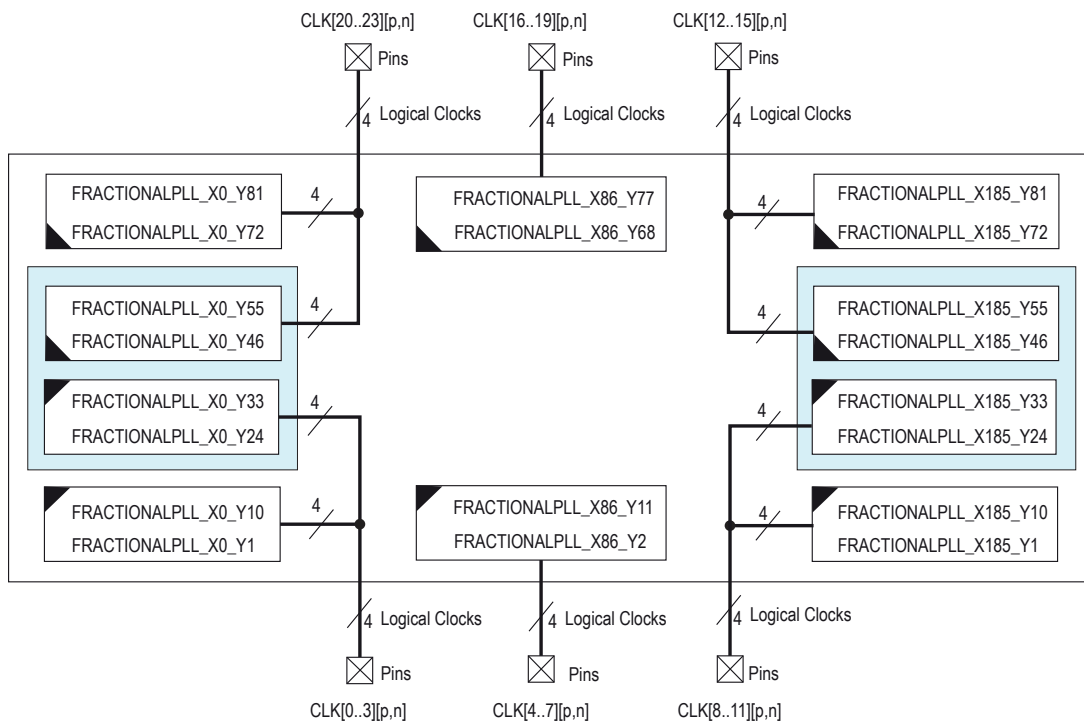 CLK[20..23][p,n]
CLK[16..19][p,n]
CLK[12..15][p,n]
Pins
Pins
Pins
4 Logical Clocks
4 Logical Clocks
4 Logical Clocks
FRACTIONALPLL_X0_Y81
FRACTIONALPLL_X0_Y72
4
FRACTIONALPLL_X86_Y77
FRACTIONALPLL_X86_Y68
4
FRACTIONALPLL_X185_Y81
FRACTIONALPLL_X185_Y72
FRACTIONALPLL_X0_Y55
FRACTIONALPLL_X0_Y46
4
4
FRACTIONALPLL_X185_Y55
FRACTIONALPLL_X185_Y46
FRACTIONALPLL_X0_Y33
FRACTIONALPLL_X0_Y24
4
4
FRACTIONALPLL_X185_Y33
FRACTIONALPLL_X185_Y24
FRACTIONALPLL_X0_Y10
FRACTIONALPLL_X0_Y1
4
FRACTIONALPLL_X86_Y11
FRACTIONALPLL_X86_Y2
4
FRACTIONALPLL_X185_Y10
FRACTIONALPLL_X185_Y1
4 Logical Clocks
4 Logical Clocks
4 Logical Clocks
Pins
Pins
Pins
CLK[0..3][p,n]
CLK[4..7][p,n]
CLK[8..11][p,n]